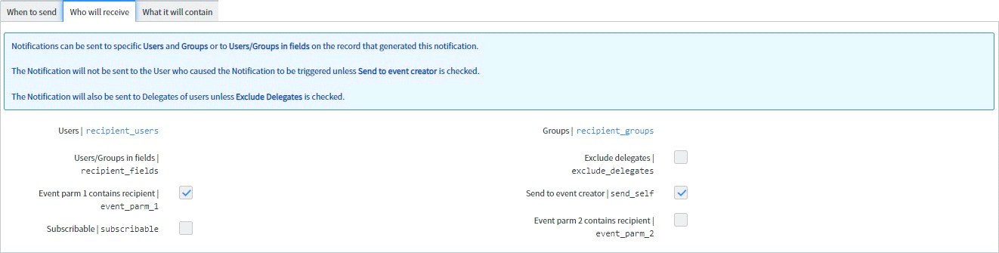 When to send
Who will receive
What it will contain
Notifications can be sent to specific Users and Groups or to Users/Groups in fields on the record that generated this notification.
The Notification will not be sent to the User who caused the Notification to be triggered unless Send to event creator is checked.
The Notification will also be sent to Delegates of users unless Exclude Delegates is checked.
Users | recipient_users
Groups | recipient_groups
Users/Groups in fields |
recipient_fields
Exclude delegates |
exclude_delegates
Event parm 1 contains recipient |
event_parm_1
Send to event creator | send_self
Subscribable | subscribable
Event parm 2 contains recipient |
event_parm_2